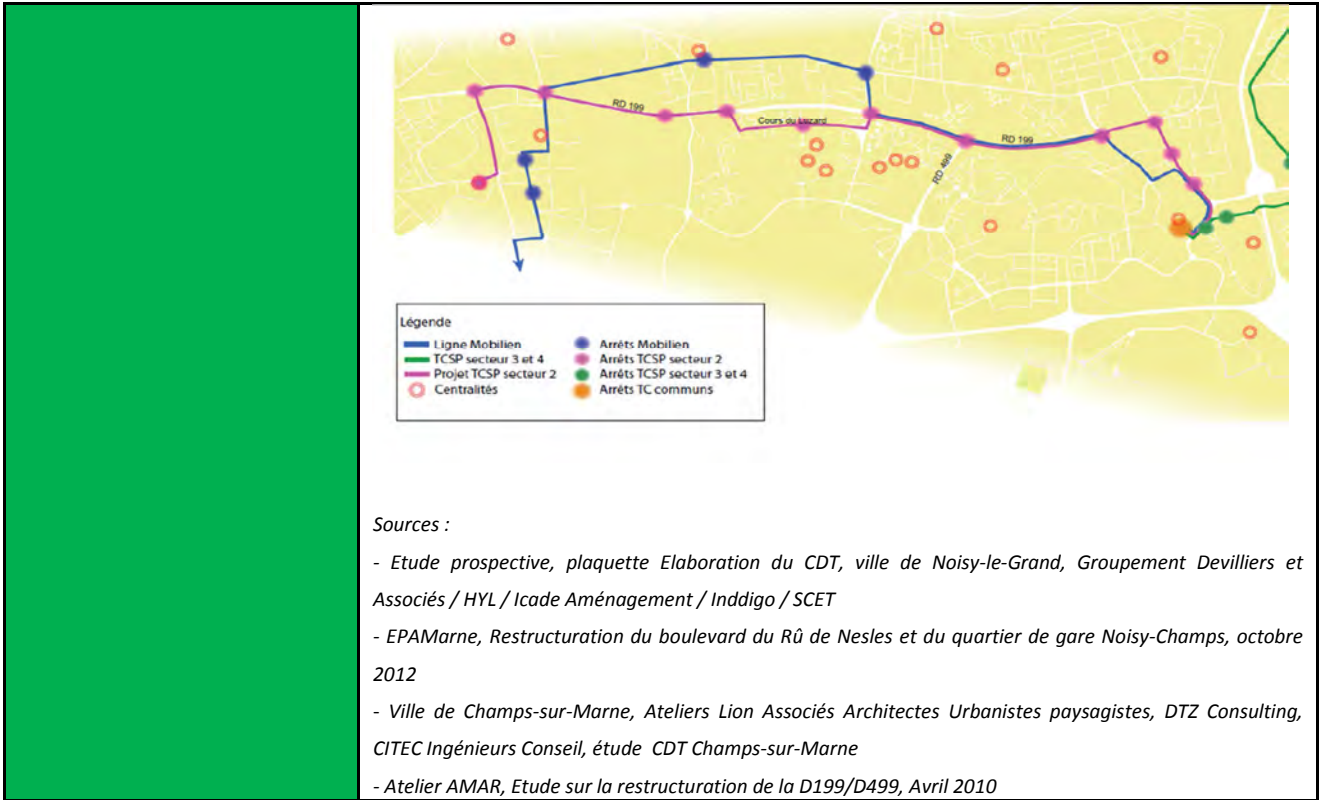 RD 199
Cours du Luzard
RD 199
RD 499
Légende
Ligne Mobilien
TCSP secteur 3 et 4
Projet TCSP secteur 2
Centralités
Arrêts Mobilien
Arrêts TCSP secteur 2
Arrêts TCSP secteur 3 et 4
Arrêts TC communs
Sources :
- Etude prospective, plaquette Elaboration du CDT, ville de Noisy-le-Grand, Groupement Devilliers et
Associés / HYL / Icade Aménagement / Inddigo / SCET
- EPAMarne, Restructuration du boulevard du Rû de Nesles et du quartier de gare Noisy-Champs, octobre
2012
- Ville de Champs-sur-Marne, Ateliers Lion Associés Architectes Urbanistes paysagistes, DTZ Consulting,
CITEC Ingénieurs Conseil, étude CDT Champs-sur-Marne
- Atelier AMAR, Etude sur la restructuration de la D199/D499, Avril 2010